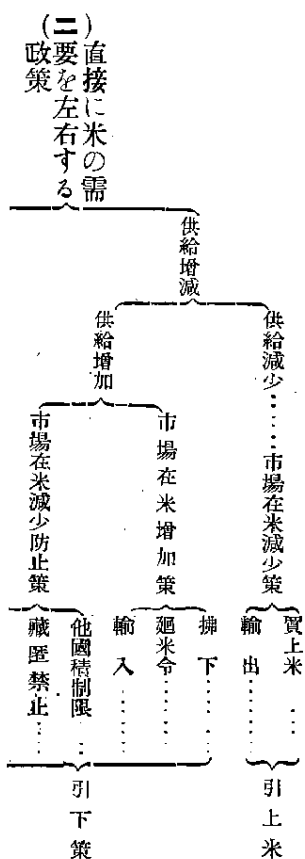 (二)直接に米の需
要を左右する
政策
供給增減
供給減少……市場在米減少策
買上米…
輸出……
引上米
供給增加
市場在米增加策
拂下……
廻米令……
輸入……
市場在米減少防止策
他國積制限…
藏匿禁止……
引下策